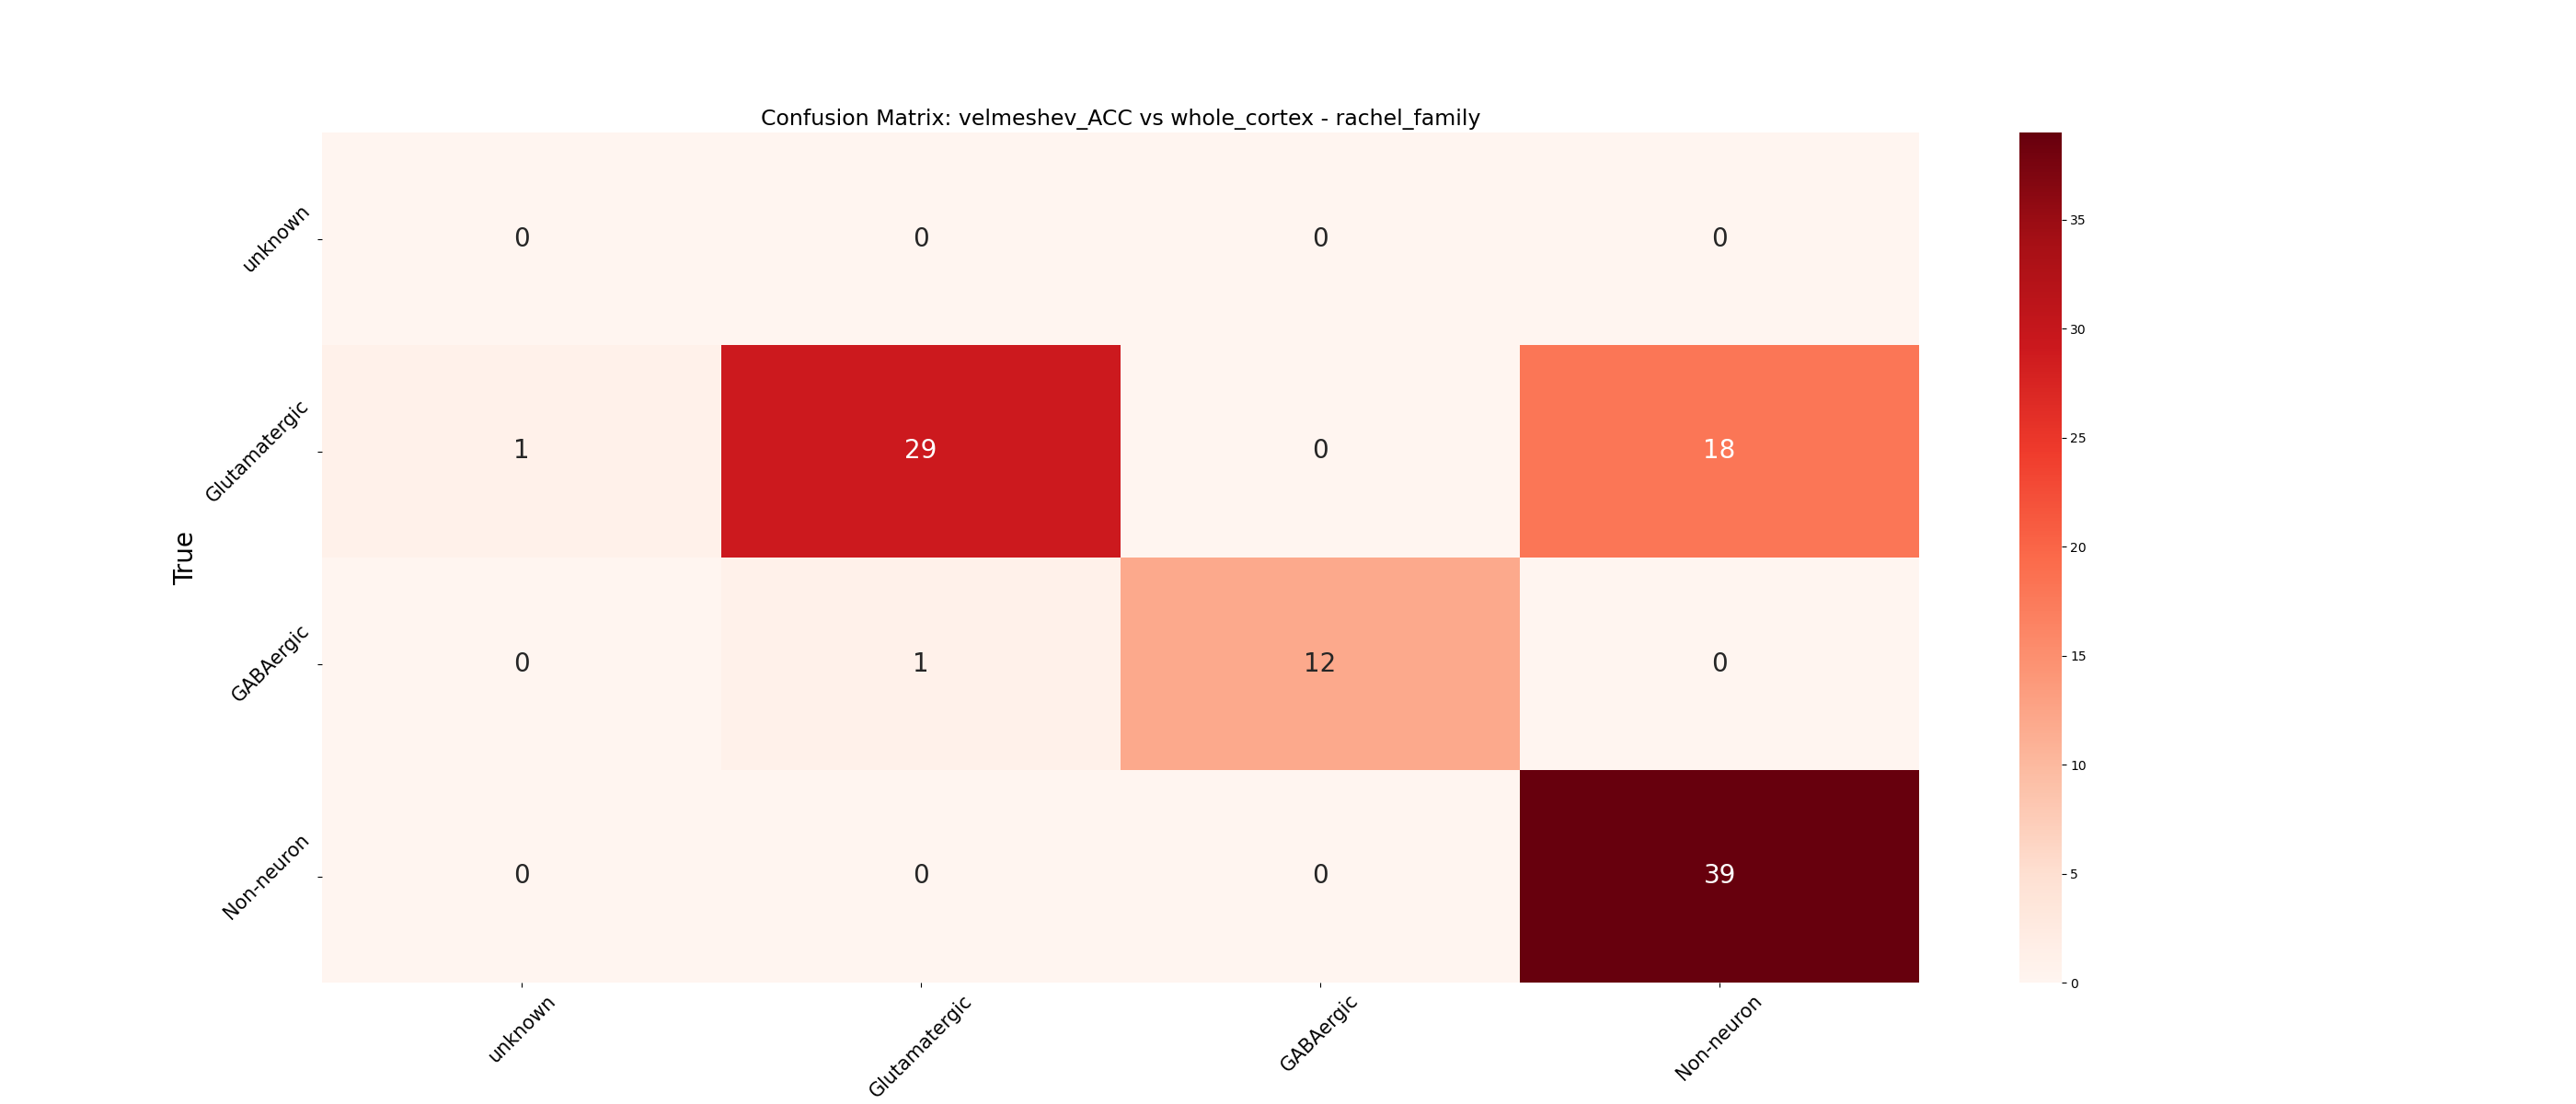 Confusion Matrix: velmeshev_ACC vs whole_cortex - rachel_family
True
unknown
0 0 0 0
Glutamatergic
1 29 0 18
GABAergic
0 1 12 0
Non-neuron
0 0 0 39
unknown Glutamatergic GABAergic Non-neuron
35
30
25
20
15
10
5
0